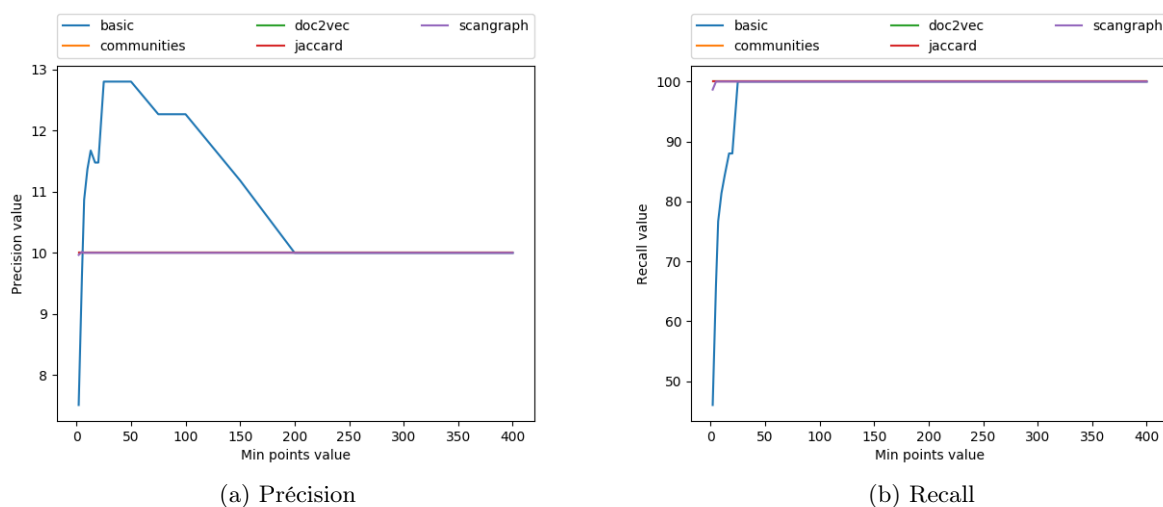 basic doc2vec scangraph
communities jaccard
13
12
11
10
9
8
Precision value
0 50 100 150 200 250 300 350 400
Min points value
(a) Précision
basic doc2vec scangraph
communities jaccard
100
90
80
70
60
50
Recall value
0 50 100 150 200 250 300 350 400
Min points value
(b) Recall